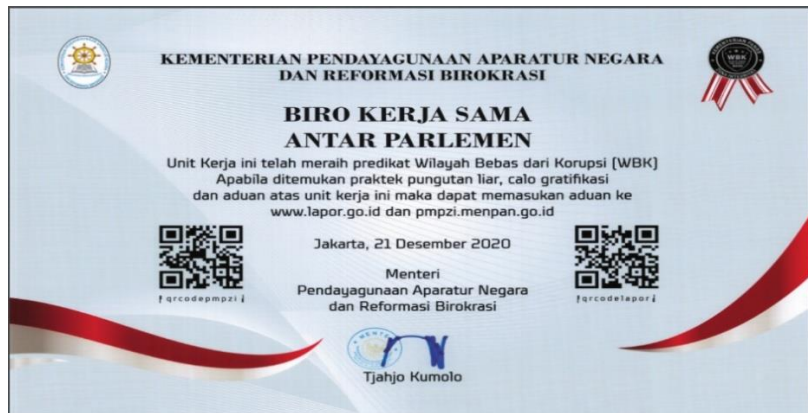 KEMENTERIAN PENDAYAGUNAAN APARATUR NEGARA
DAN REFORMASI BIROKRASI
WBK
BIRO KERJA SAMA
ANTAR PARLEMEN
Unit Kerja ini telah meraih predikat Wilayah Bebas dari Korupsi (WBK)
Apabila ditemukan praktek pungutan liar, calo gratifikasi
dan aduan atas unit kerja ini maka dapat memasukan aduan ke
www.lapor.go.id dan pmpzi.menpan.go.id
Jakarta, 21 Desember 2020
Menteri
Pendayagunaan Aparatur Negara
dan Reformasi Birokrasi
!qrcodepmpzi¡
!qrcodelapor¡
Tjahjo Kumolo